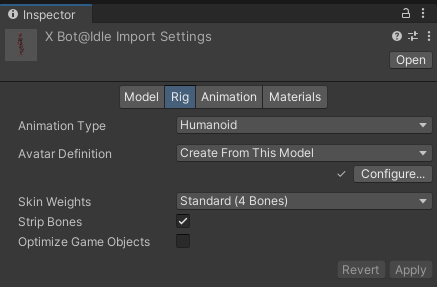 Inspector
X Bot@Idle Import Settings
Open
Model Rig Animation Materials
Animation Type Humanoid
Avatar Definition Create From This Model
Configure...
Skin Weights Standard (4 Bones)
Strip Bones
Optimize Game Objects
Revert Apply